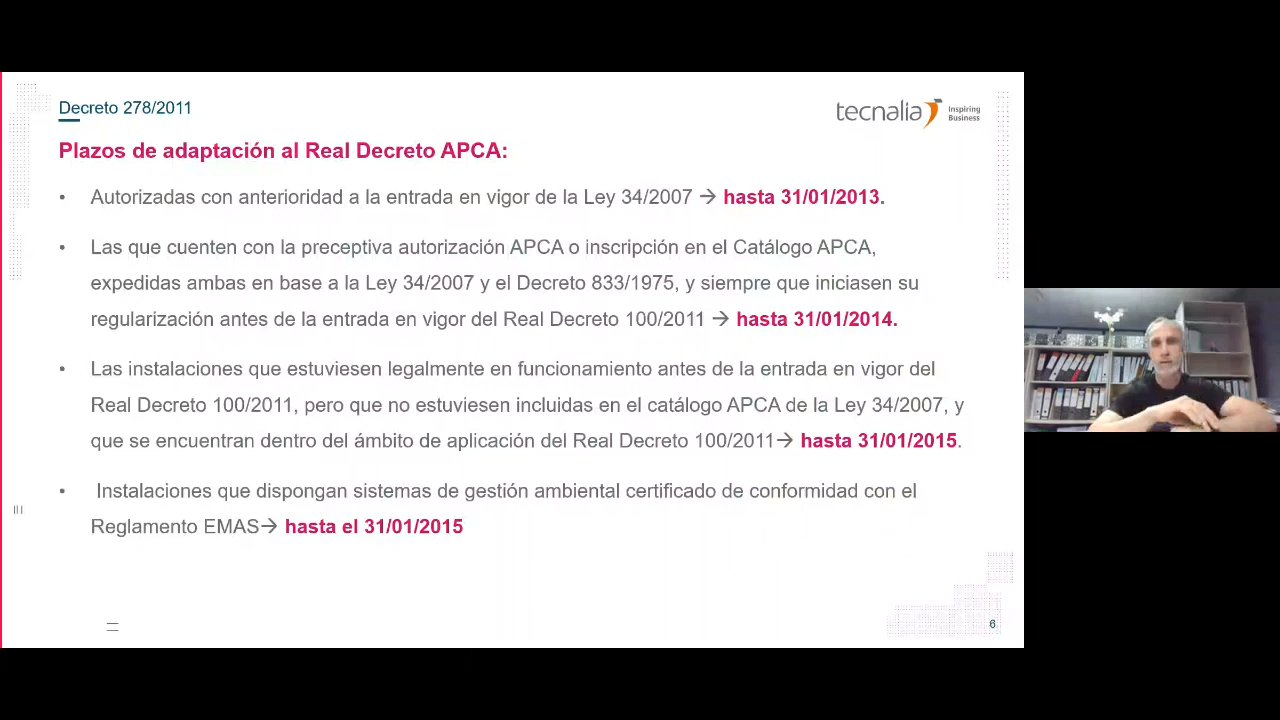 Decreto 278/2011
tecnalia Inspiring
Business
Plazos de adaptación al Real Decreto APCA:
• Autorizadas con anterioridad a la entrada en vigor de la Ley 34/2007 → hasta 31/01/2013.
• Las que cuenten con la preceptiva autorización APCA o inscripción en el Catálogo APCA,
expedidas ambas en base a la Ley 34/2007 y el Decreto 833/1975, y siempre que iniciasen su
regularización antes de la entrada en vigor del Real Decreto 100/2011 → hasta 31/01/2014.
• Las instalaciones que estuviesen legalmente en funcionamiento antes de la entrada en vigor del
Real Decreto 100/2011, pero que no estuviesen incluidas en el catálogo APCA de la Ley 34/2007, y
que se encuentran dentro del ámbito de aplicación del Real Decreto 100/2011→ hasta 31/01/2015.
• Instalaciones que dispongan sistemas de gestión ambiental certificado de conformidad con el
Reglamento EMAS→ hasta el 31/01/2015
6